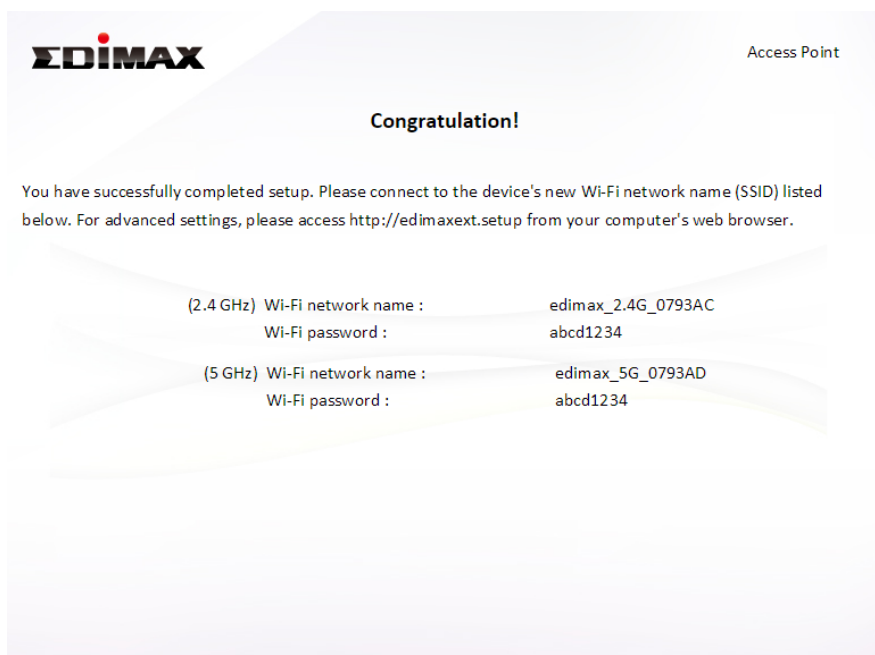 EDIMAX
Access Point
Congratulation!
You have successfully completed setup. Please connect to the device's new Wi-Fi network name (SSID) listed
below. For advanced settings, please access http://edimaxext.setup from your computer's web browser.
(2.4 GHz) Wi-Fi network name : edimax_2.4G_0793AC
Wi-Fi password : abcd1234
(5 GHz) Wi-Fi network name : edimax_5G_0793AD
Wi-Fi password : abcd1234